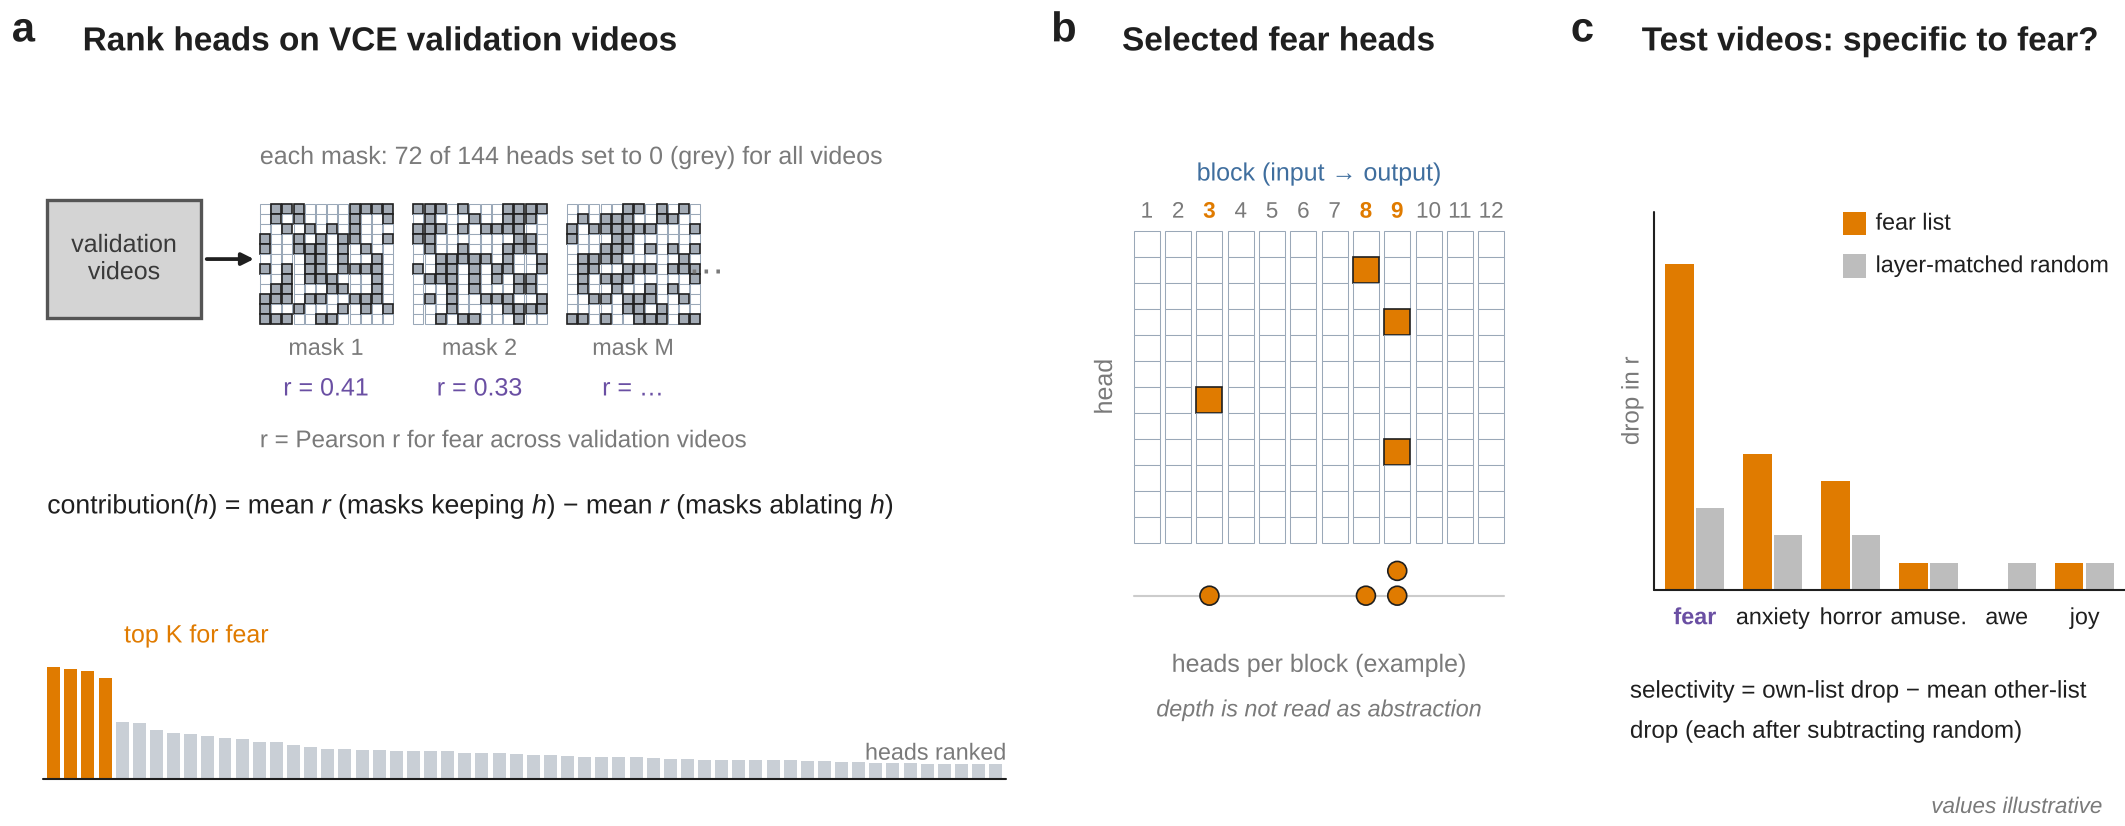 a
Rank heads on VCE validation videos
each mask: 72 of 144 heads set to 0 (grey) for all videos
validation
videos
…
mask 1
mask 2
mask M
r = 0.41
r = 0.33
r = …
r = Pearson r for fear across validation videos
contribution(h) = mean r (masks keeping h) − mean r (masks ablating h)
top K for fear
heads ranked
b
Selected fear heads
block (input → output)
1 2 3 4 5 6 7 8 9 10 11 12
head
heads per block (example)
depth is not read as abstraction
c
Test videos: specific to fear?
fear list
layer-matched random
drop in r
fear anxiety horror amuse. awe joy
selectivity = own-list drop − mean other-list
drop (each after subtracting random)
values illustrative